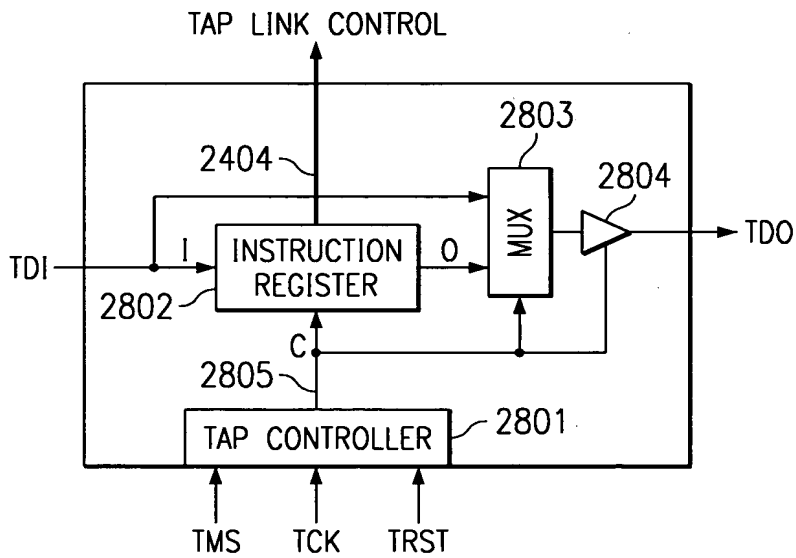 TAP LINK CONTROL
2803
2404
2804
MUX
TDO
TDI
I
INSTRUCTION
REGISTER
O
2802
C
2805
TAP CONTROLLER
2801
TMS
TCK
TRST